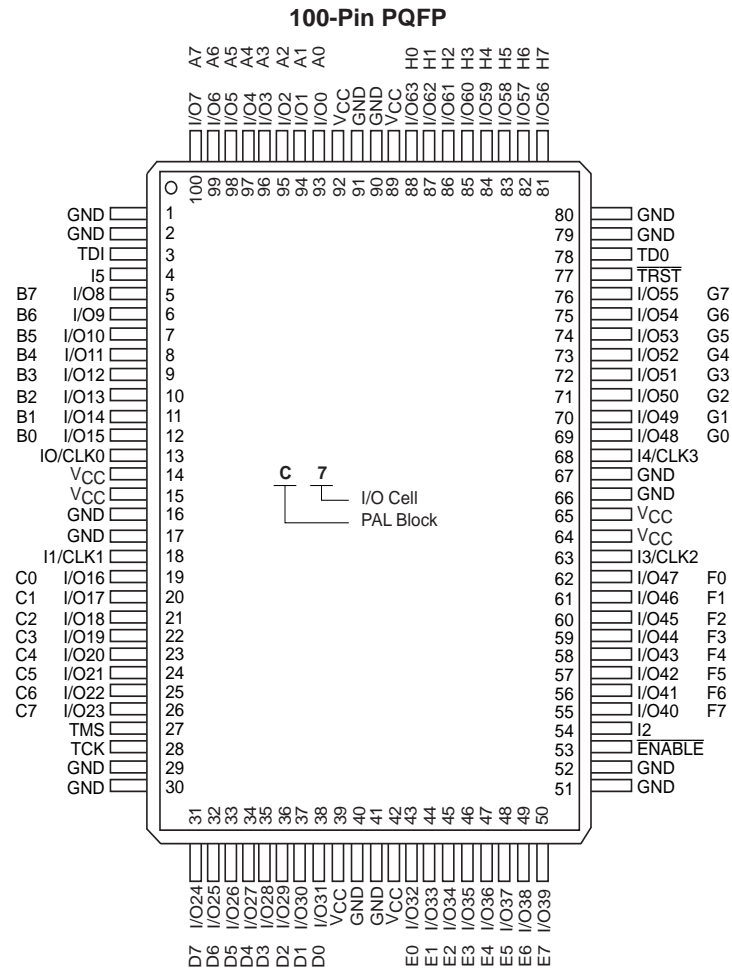 100-Pin PQFP
A7 A6 A5 A4 A3 A2 A1 A0 H0 H1 H2 H3 H4 H5 H6 H7
I/O7 I/O6 I/O5 I/O4 I/O3 I/O2 I/O1 I/O0 VCC GND GND VCC I/O63 I/O62 I/O61 I/O60 I/O59 I/O58 I/O57 I/O56
100 99 98 97 96 95 94 93 92 91 90 89 88 87 86 85 84 83 82 81
GND 1 80 GND
GND 2 79 GND
TDI 3 78 TD0
I5 4 77 TRST
B7 I/O8 5 76 I/O55 G7
B6 I/O9 6 75 I/O54 G6
B5 I/O10 7 74 I/O53 G5
B4 I/O11 8 73 I/O52 G4
B3 I/O12 9 72 I/O51 G3
B2 I/O13 10 71 I/O50 G2
B1 I/O14 11 70 I/O49 G1
B0 I/O15 12 69 I/O48 G0
IO/CLK0 13 68 I4/CLK3
VCC 14 C 7 67 GND
VCC 15 I/O Cell 66 GND
GND 16 PAL Block 65 VCC
GND 17 64 VCC
I1/CLK1 18 63 I3/CLK2
C0 I/O16 19 62 I/O47 F0
C1 I/O17 20 61 I/O46 F1
C2 I/O18 21 60 I/O45 F2
C3 I/O19 22 59 I/O44 F3
C4 I/O20 23 58 I/O43 F4
C5 I/O21 24 57 I/O42 F5
C6 I/O22 25 56 I/O41 F6
C7 I/O23 26 55 I/O40 F7
TMS 27 54 I2
TCK 28 53 ENABLE
GND 29 52 GND
GND 30 51 GND
31 32 33 34 35 36 37 38 39 40 41 42 43 44 45 46 47 48 49 50
I/O24 I/O25 I/O26 I/O27 I/O28 I/O29 I/O30 I/O31 VCC GND GND VCC I/O32 I/O33 I/O34 I/O35 I/O36 I/O37 I/O38 I/O39
D7 D6 D5 D4 D3 D2 D1 D0 E0 E1 E2 E3 E4 E5 E6 E7